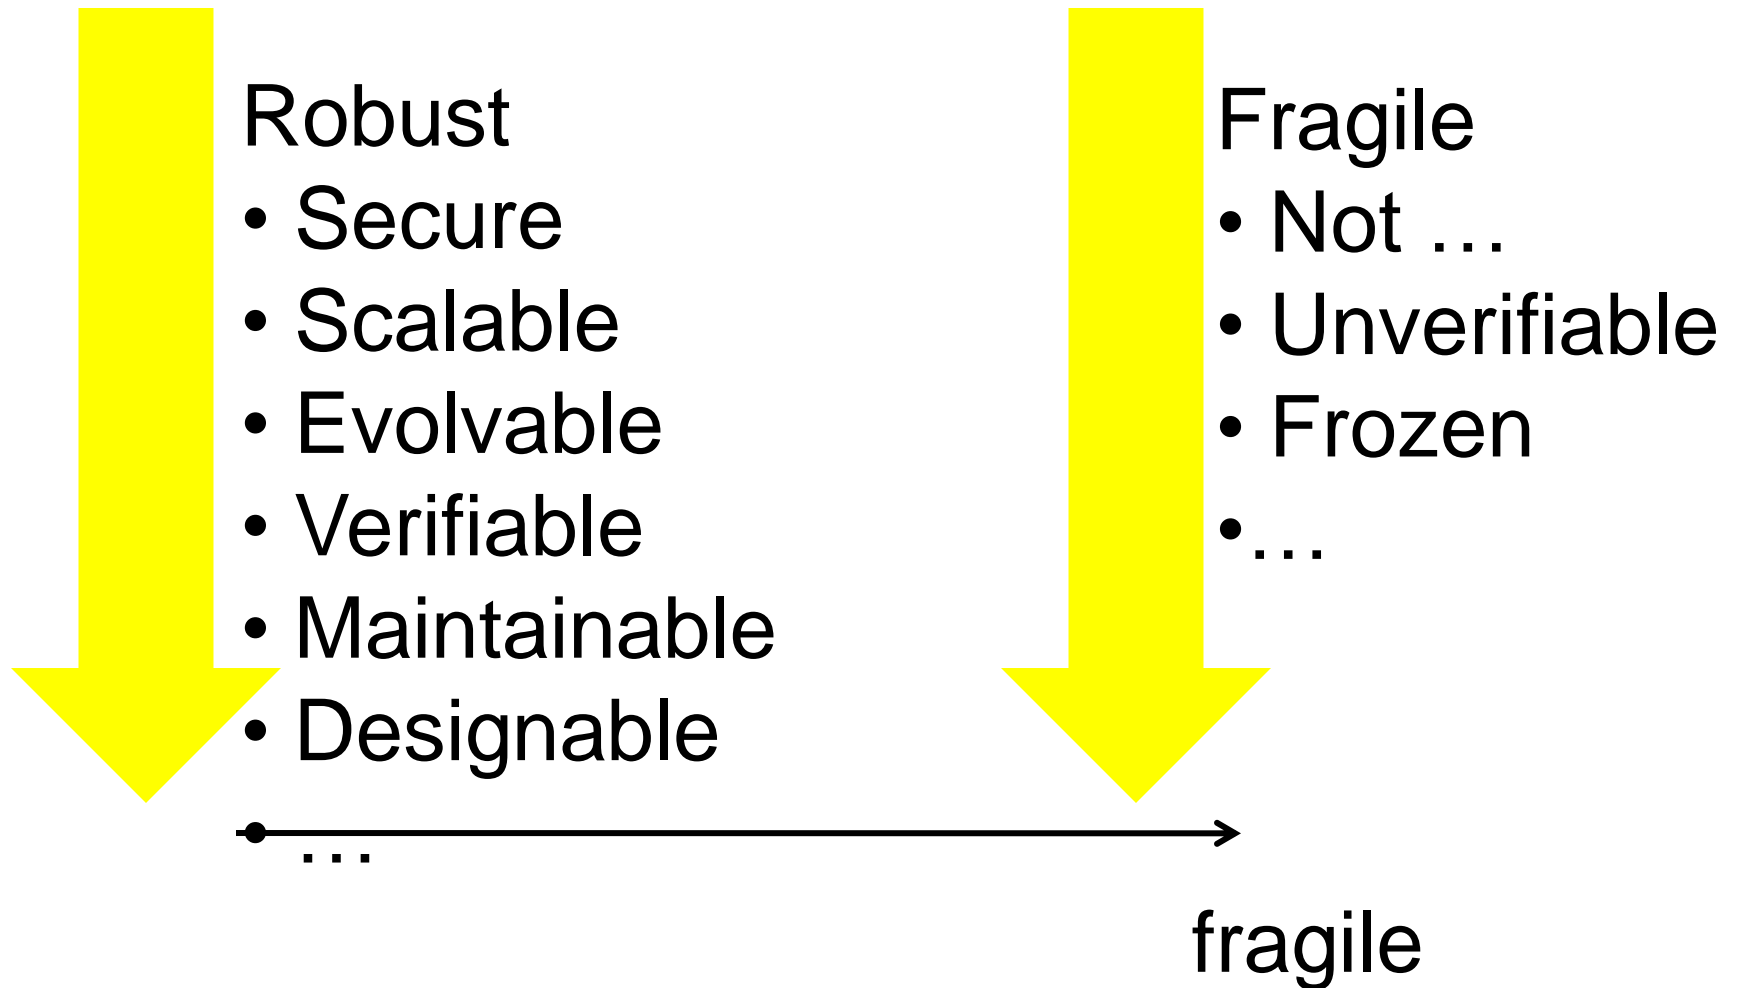 Robust
• Secure
• Scalable
• Evolvable
• Verifiable
• Maintainable
• Designable
• …
Fragile
• Not …
• Unverifiable
• Frozen
•…
fragile